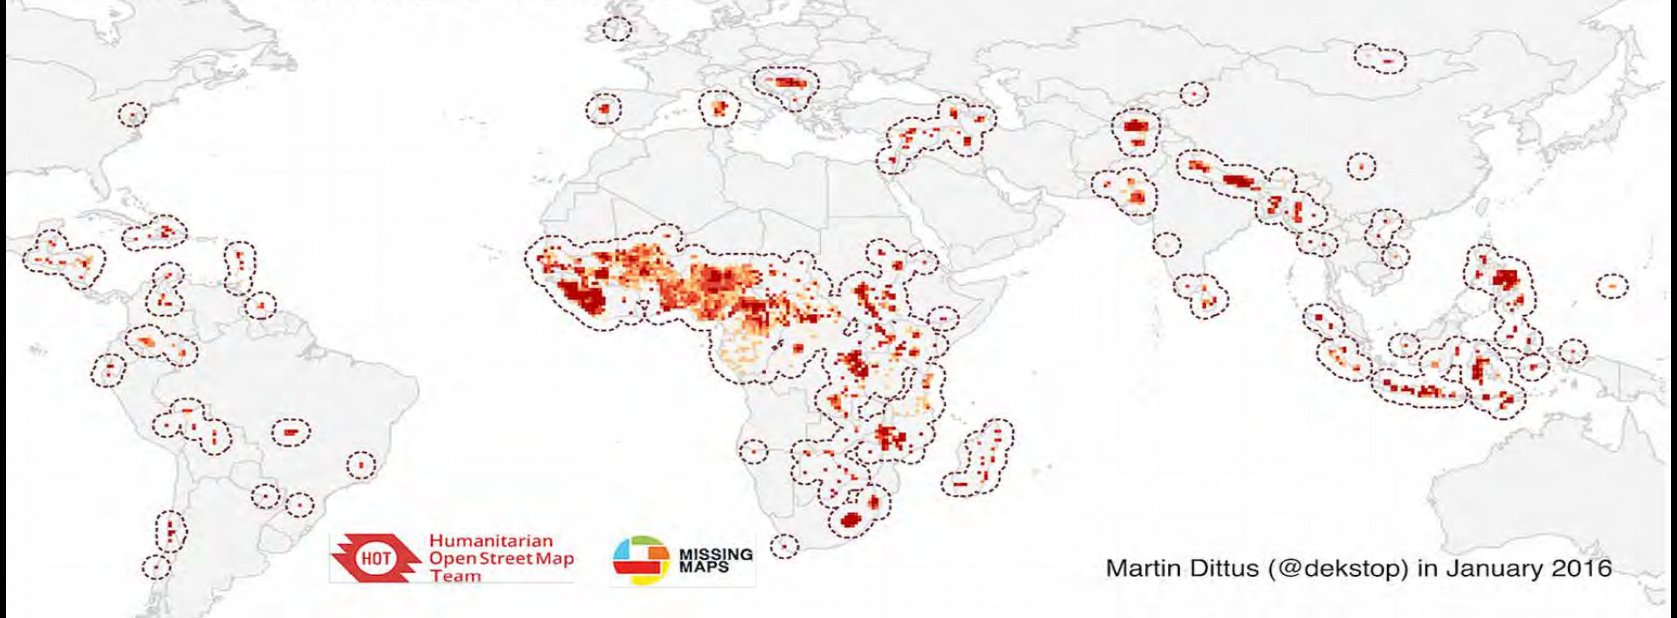 HOT
Humanitarian
OpenStreetMap
Team
MISSING
MAPS
Martin Dittus (@dekstop) in January 2016